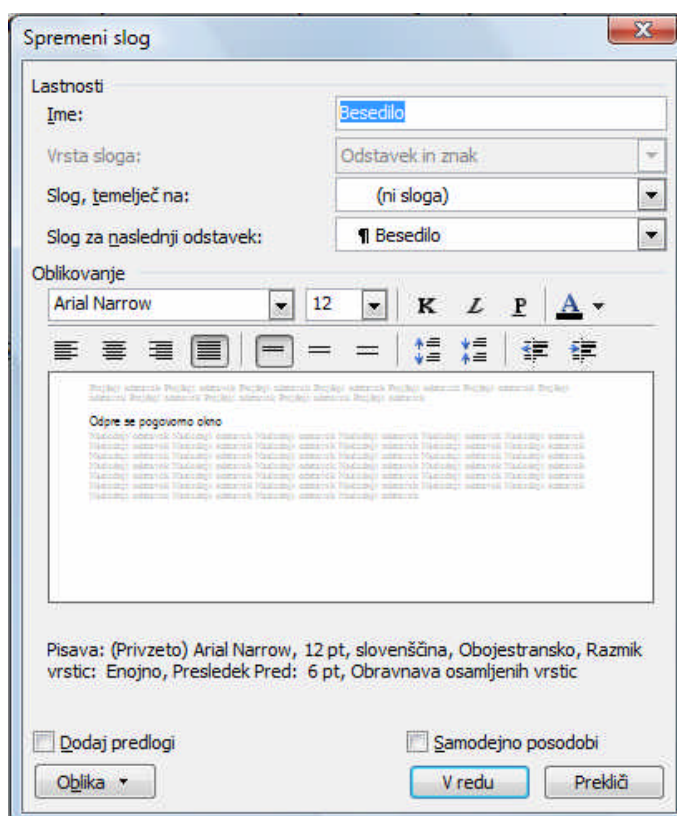 Spremeni slog
Lastnosti
Ime: Besedilo
Vrsta sloga: Odstavek in znak
Slog, temelječ na: (ni sloga)
Slog za naslednji odstavek: ¶ Besedilo
Oblikovanje
Arial Narrow 12 K L P A
Odpre se pogovorno okno
Pisava: (Privzeto) Arial Narrow, 12 pt, slovenščina, Obojestransko, Razmik
vrstic: Enojno, Presledek Pred: 6 pt, Obravnava osamljenih vrstic
Dodaj predlogi Samodejno posodobi
Oblika V redu Prekliči